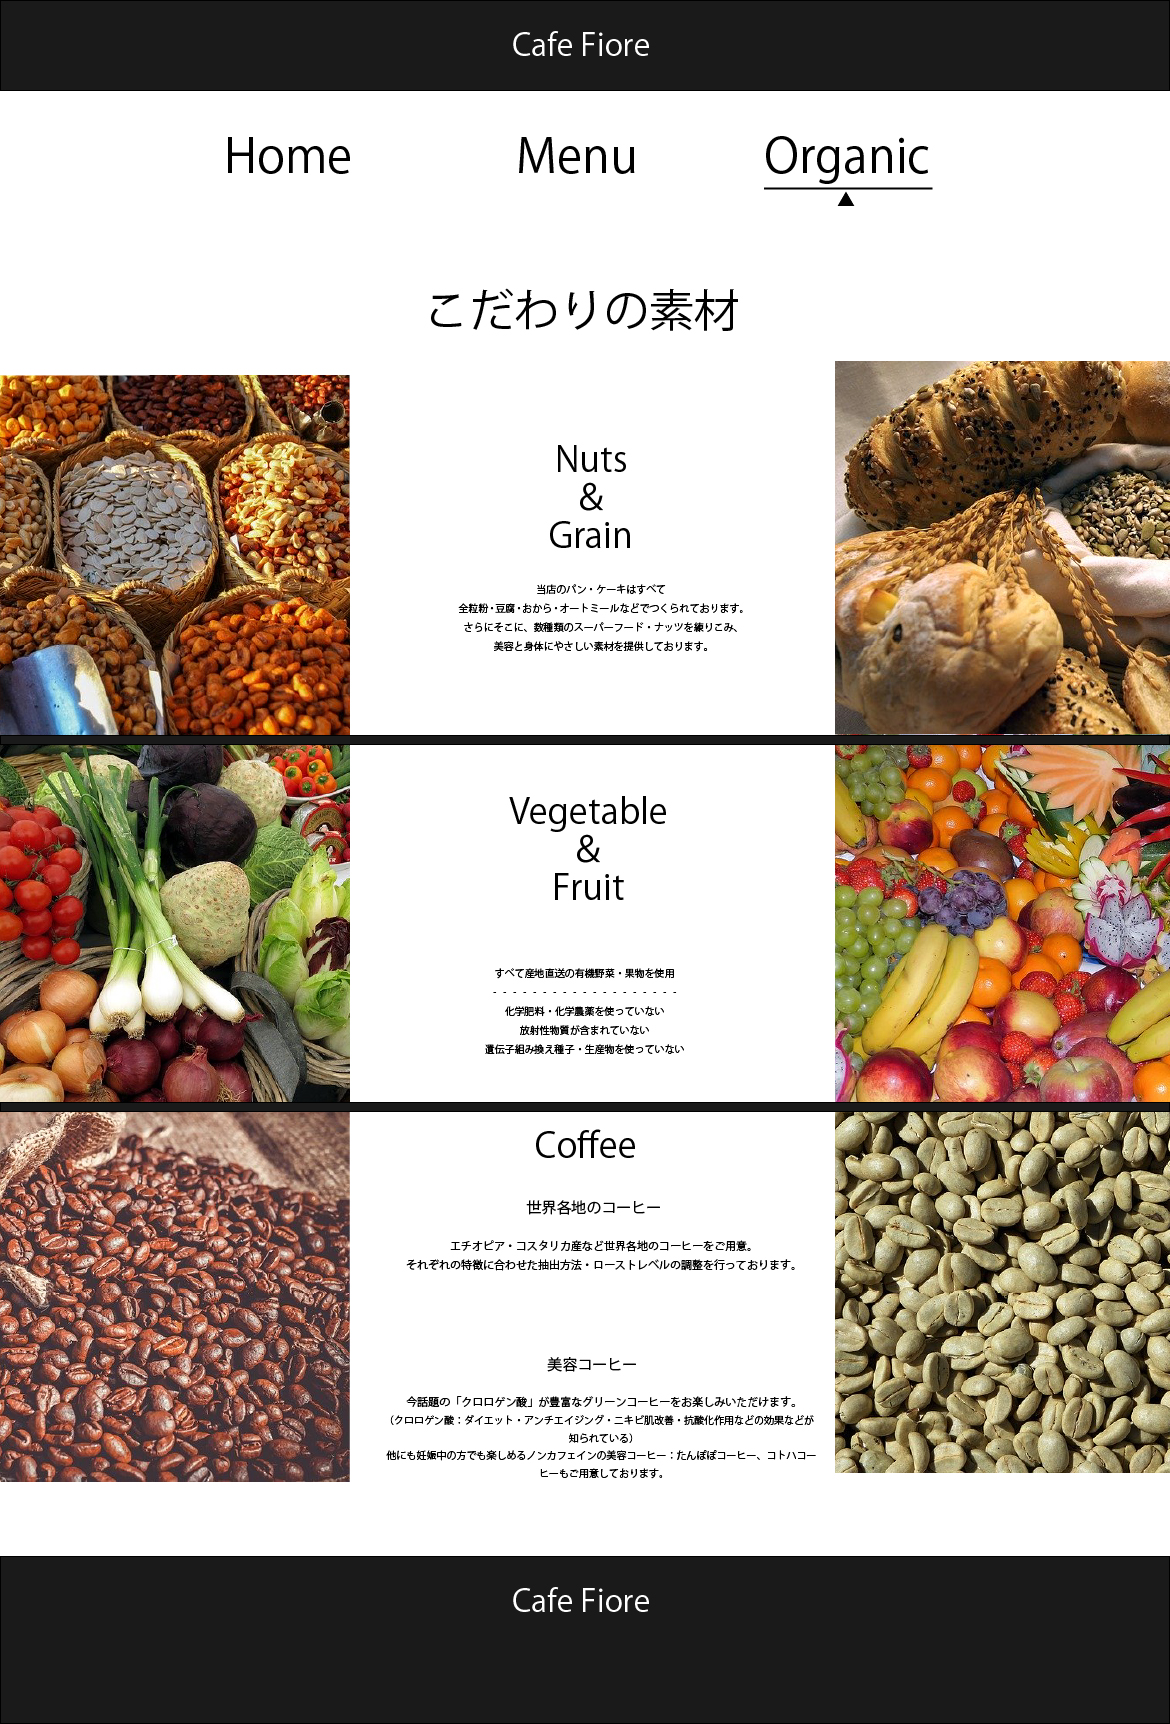 Cafe Fiore
Home Menu Organic
こだわりの素材
Nuts
&
Grain
当店のパン・ケーキはすべて
全粒粉・豆腐・おから・オートミールなどでつくられております。
さらにそこに、数種類のスーパーフード・ナッツを練りこみ、
美容と身体にやさしい素材を提供しております。
Vegetable
&
Fruit
すべて産地直送の有機野菜・果物を使用
- - - - - - - - - - - - - - - - - - -
化学肥料・化学農薬を使っていない
放射性物質が含まれていない
遺伝子組み換え種子・生産物を使っていない
Coffee
世界各地のコーヒー
エチオピア・コスタリカ産など世界各地のコーヒーをご用意。
それぞれの特徴に合わせた抽出方法・ローストレベルの調整を行っております。
美容コーヒー
今話題の「クロロゲン酸」が豊富なグリーンコーヒーをお楽しみいただけます。
（クロロゲン酸：ダイエット・アンチエイジング・ニキビ肌改善・抗酸化作用などの効果などが
知られている）
他にも妊娠中の方でも楽しめるノンカフェインの美容コーヒー：たんぽぽコーヒー、コトハコー
ヒーもご用意しております。
Cafe Fiore